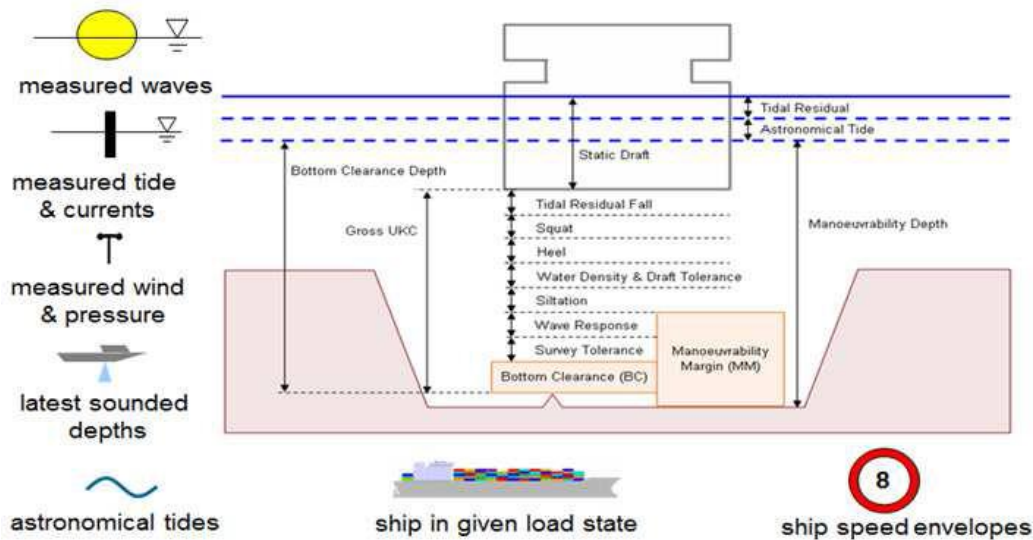 measured waves
measured tide
& currents
measured wind
& pressure
latest sounded
depths
astronomical tides
Tidal Residual
Astronomical Tide
Static Draft
Bottom Clearance Depth
Gross UKC
Tidal Residual Fall
Squat
Heel
Water Density & Draft Tolerance
Siltation
Wave Response
Survey Tolerance
Bottom Clearance (BC)
Manoeuvrability
Margin (MM)
Manoeuvrability Depth
ship in given load state
8
ship speed envelopes